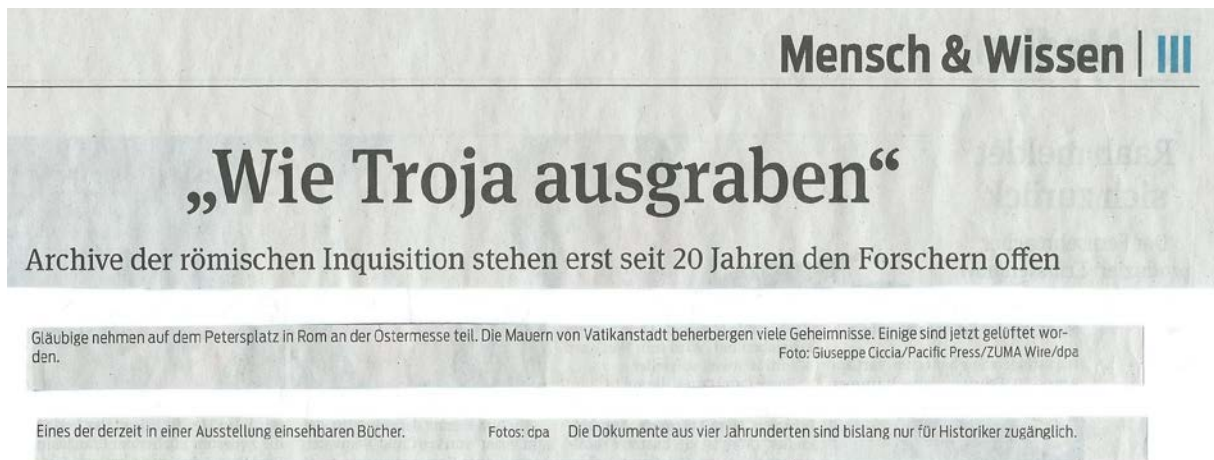 Mensch & Wissen | III
„Wie Troja ausgraben“
Archive der römischen Inquisition stehen erst seit 20 Jahren den Forschern offen
Gläubige nehmen auf dem Petersplatz in Rom an der Ostermesse teil. Die Mauern von Vatikanstadt beherbergen viele Geheimnisse. Einige sind jetzt gelüftet wor-
den. Foto: Giuseppe Ciccia/Pacific Press/ZUMA Wire/dpa
Eines der derzeit in einer Ausstellung einsehbaren Bücher. Fotos: dpa Die Dokumente aus vier Jahrunderten sind bislang nur für Historiker zugänglich.